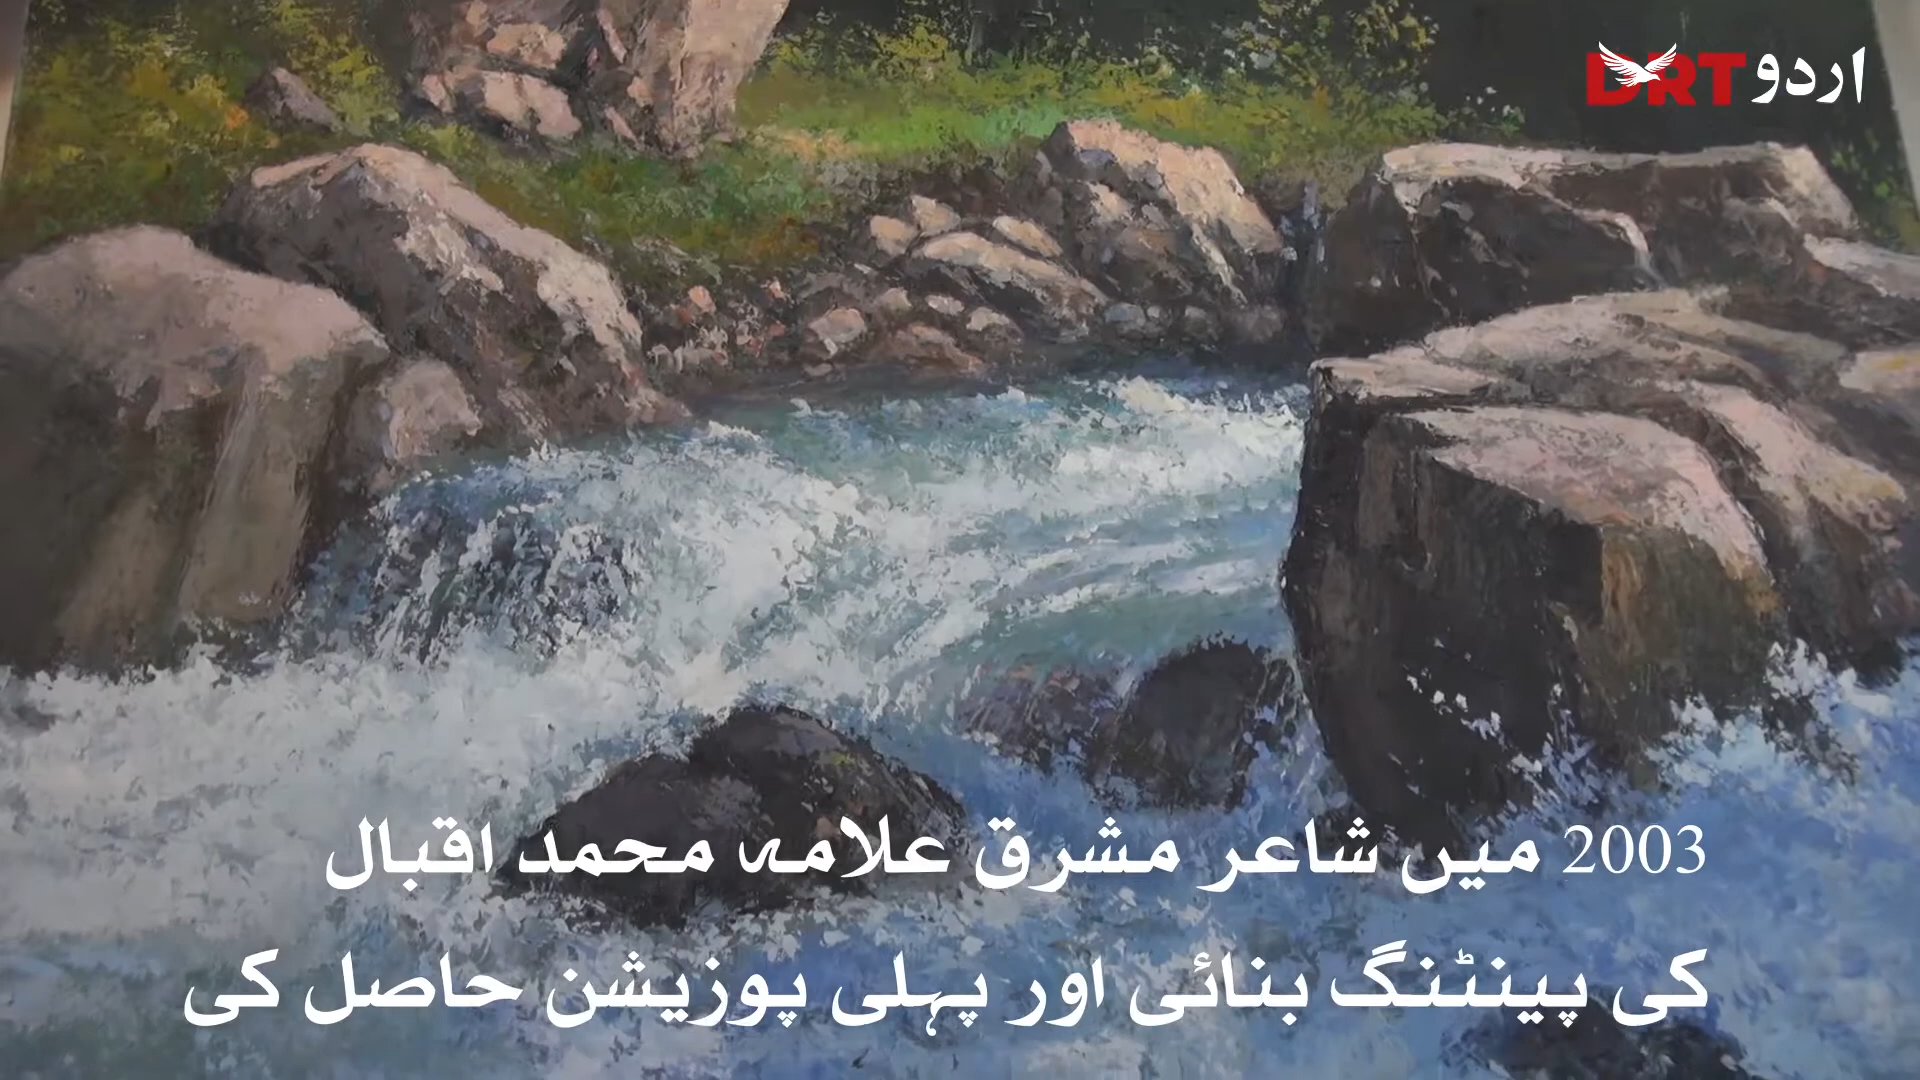 DRT اردو
2003 میں شاعر مشرق علامہ محمد اقبال
کی پینٹنگ بنائی اور پہلی پوزیشن حاصل کی